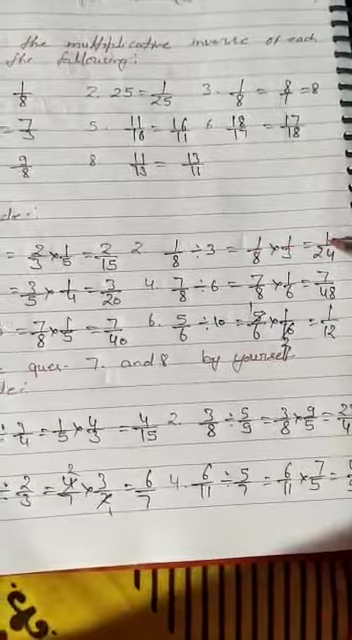 the multiplicative inverse of each
the following:
1/8 2. 25 = 1/25 3. 1/8 = 8/1 = 8
= 7/3 5. 11/16 = 16/11 6. 18/17 = 17/18
9/8 8 11/13 = 13/11
de:
= 2/3 × 1/5 = 2/15 2 1/8 ÷ 3 = 1/8 × 1/3 = 1/24
= 3/5 × 1/4 = 3/20 4. 7/8 ÷ 6 = 7/8 × 1/6 = 7/48
= 7/8 × 1/5 = 7/40 6. 5/6 ÷ 10 = 5/6 × 1/10 = 1/12
ques- 7. and 8 by yourself
de:
÷ 3/4 = 1/5 × 4/3 = 4/15 2. 3/8 ÷ 5/9 = 3/8 × 9/5 =
÷ 2/3 = 4/7 × 3/2 = 6/7 4. 6/11 ÷ 5/7 = 6/11 × 7/5 =